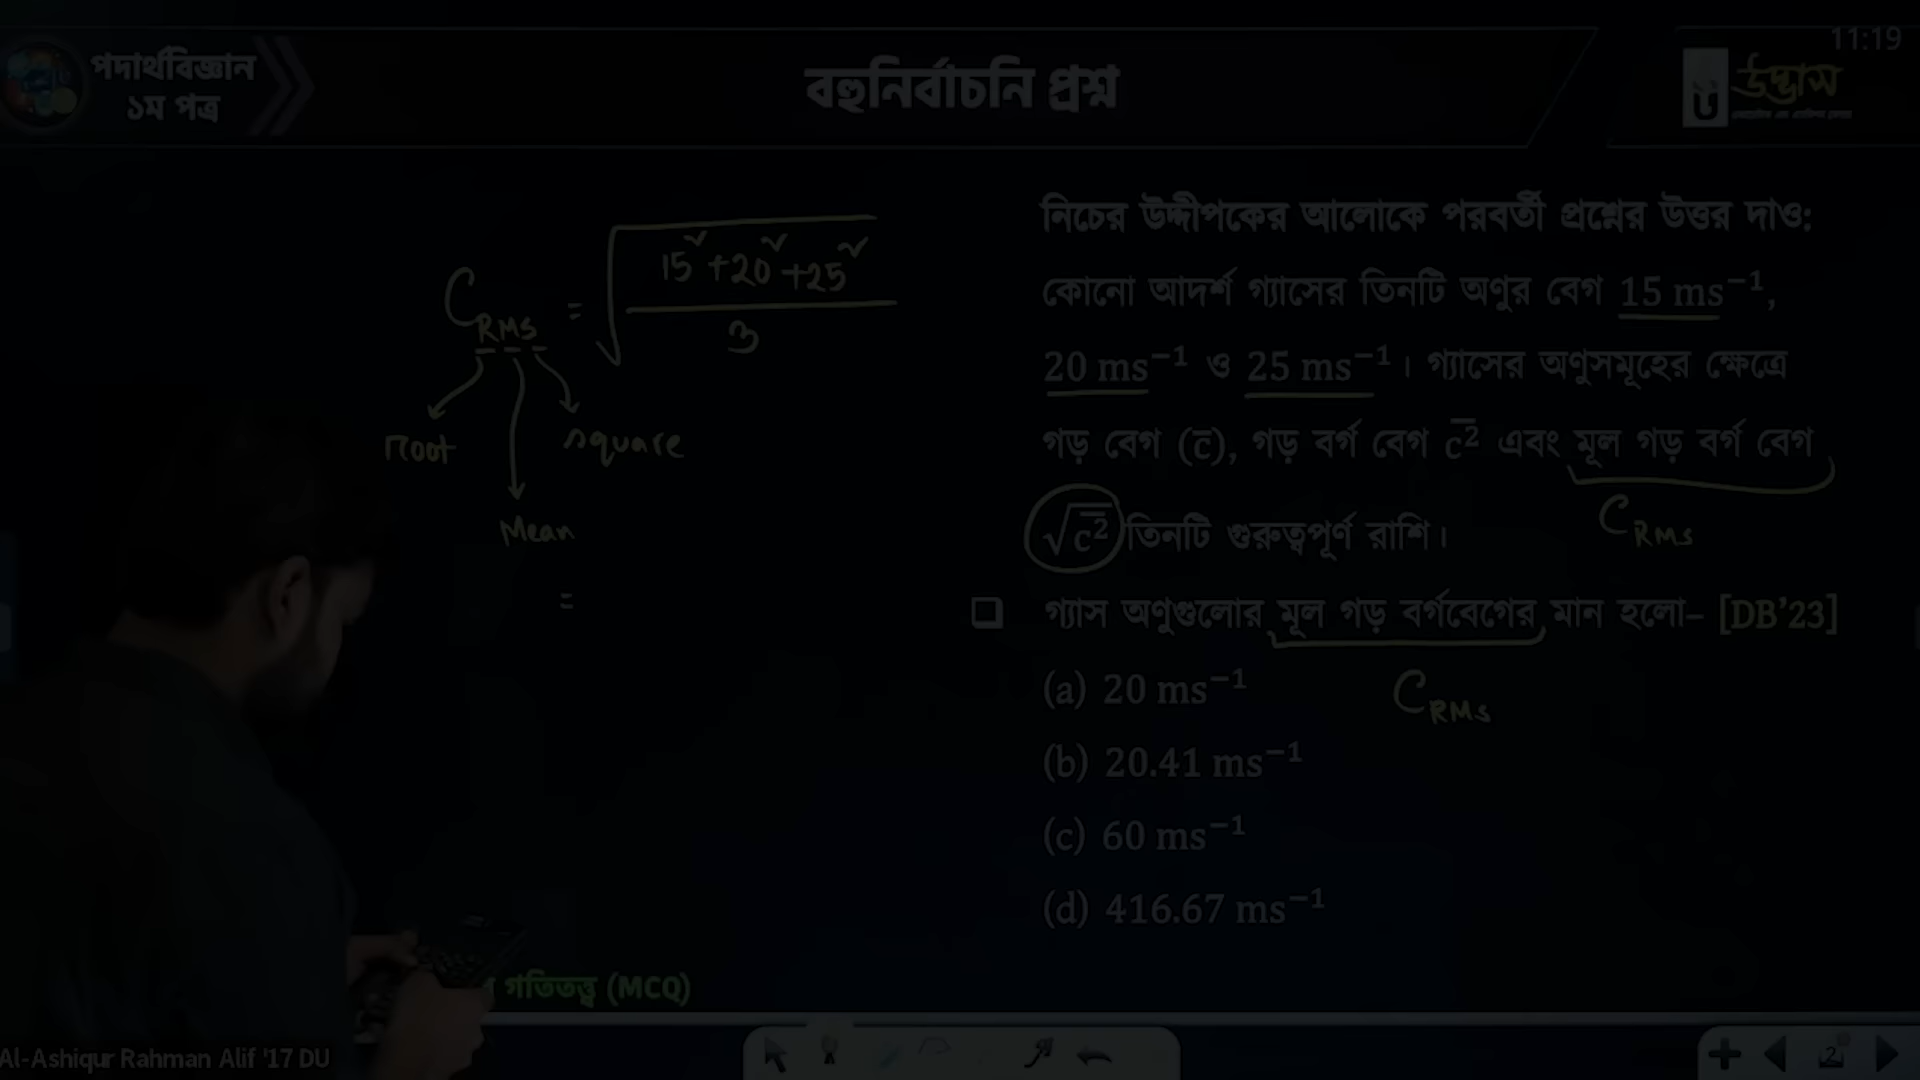 11:19
পদার্থবিজ্ঞান
১ম পত্র
বহুনির্বাচনি প্রশ্ন
উদ্ভাস
C_RMS = √((15² + 20² + 25²)/3)
root
square
Mean
=
নিচের উদ্দীপকের আলোকে পরবর্তী প্রশ্নের উত্তর দাও:
কোনো আদর্শ গ্যাসের তিনটি অণুর বেগ 15 ms⁻¹,
20 ms⁻¹ ও 25 ms⁻¹। গ্যাসের অণুসমূহের ক্ষেত্রে
গড় বেগ (c̅), গড় বর্গ বেগ c̅² এবং মূল গড় বর্গ বেগ
C_RMS
√c̅² তিনটি গুরুত্বপূর্ণ রাশি।
❑ গ্যাস অণুগুলোর মূল গড় বর্গবেগের মান হলো– [DB’23]
C_RMS
(a) 20 ms⁻¹
(b) 20.41 ms⁻¹
(c) 60 ms⁻¹
(d) 416.67 ms⁻¹
গতিতত্ত্ব (MCQ)
Al-Ashiqur Rahman Alif '17 DU
2